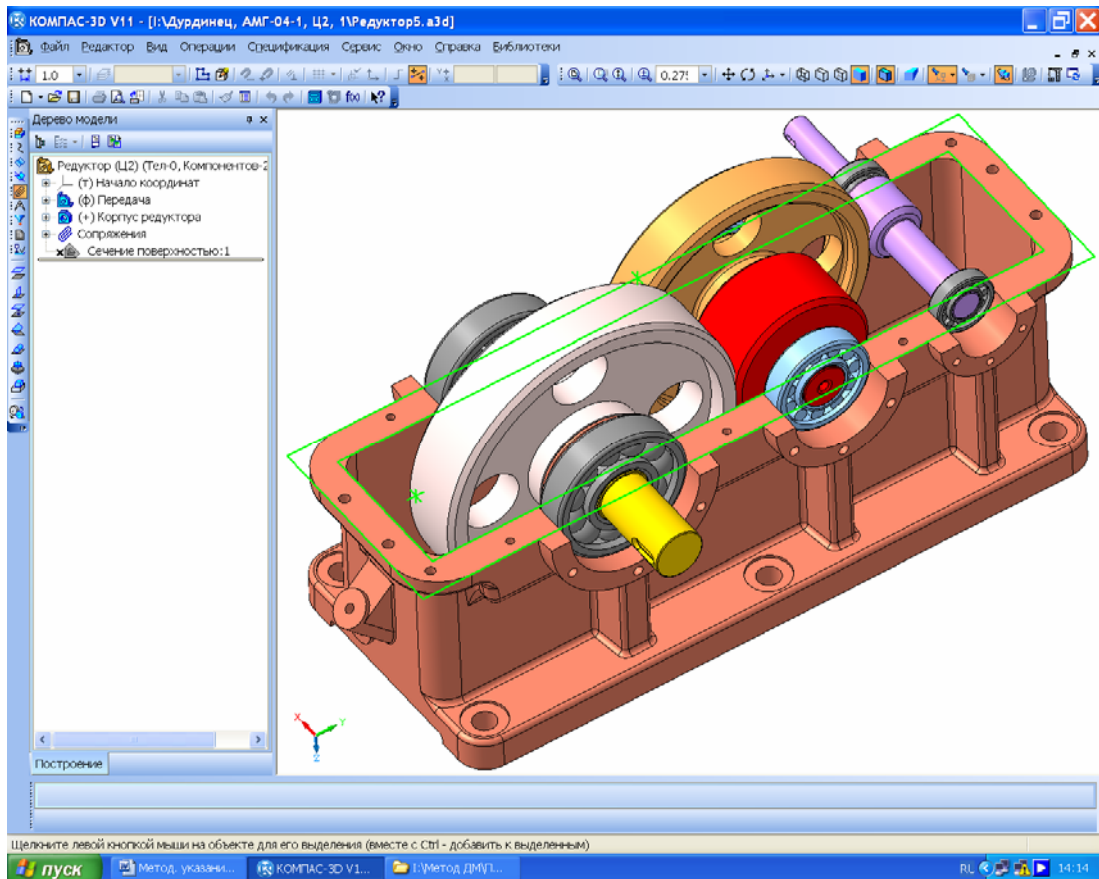 КОМПАС-3D V11 - [I:\Дурдинец, АМГ-04-1, Ц2, 1\Редуктор5.a3d]
Файл Редактор Вид Операции Спецификация Сервис Окно Справка Библиотеки
1.0 0.27
f(x)
Дерево модели
Редуктор (Ц2) (Тел-0, Компонентов-2
(т) Начало координат
(ф) Передача
(+) Корпус редуктора
Сопряжения
Сечение поверхностью:1
X Y Z
Построение
Щелкните левой кнопкой мыши на объекте для его выделения (вместе с Ctrl - добавить к выделенным)
пуск Метод. указани... КОМПАС-3D V1... I:\Метод ДМ\П... RL 14:14